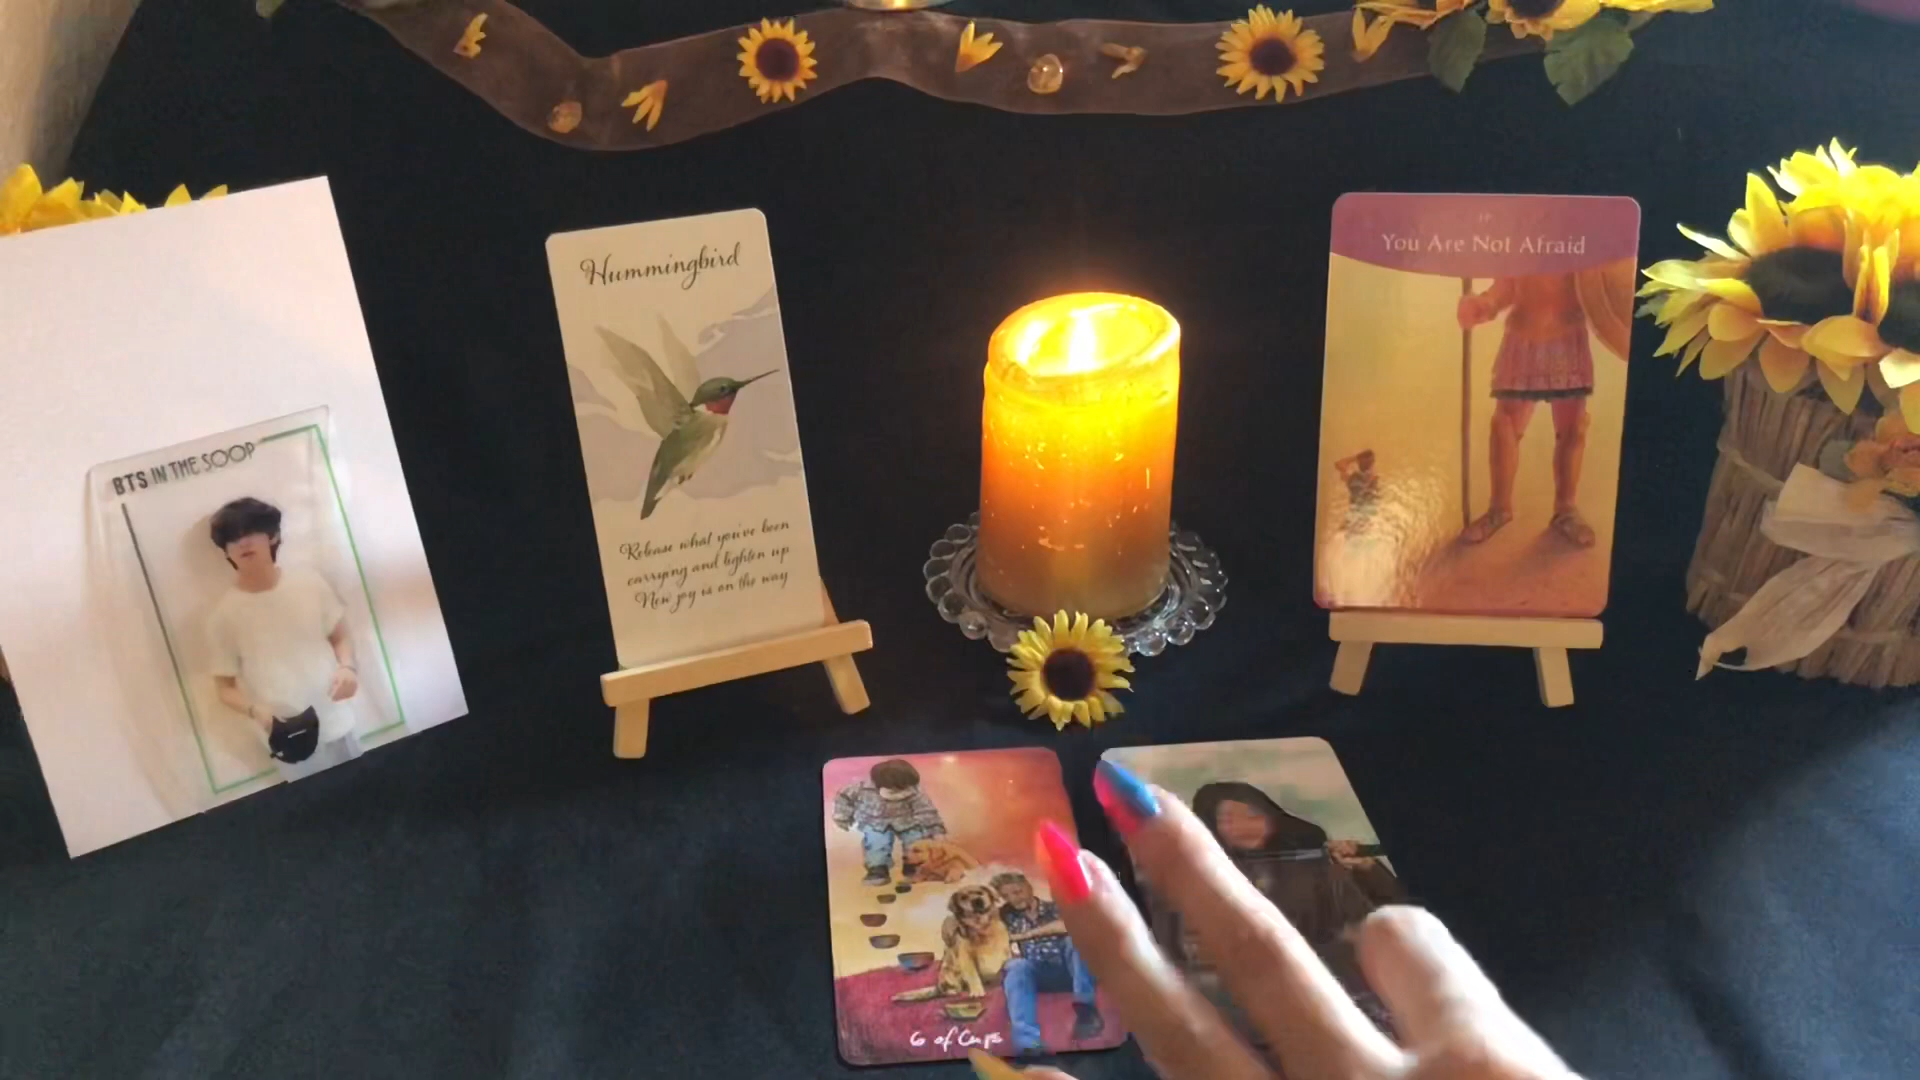 BTS IN THE SOOP
Hummingbird
Release what you've been
carrying and lighten up
New joy is on the way
You Are Not Afraid
6 of Cups